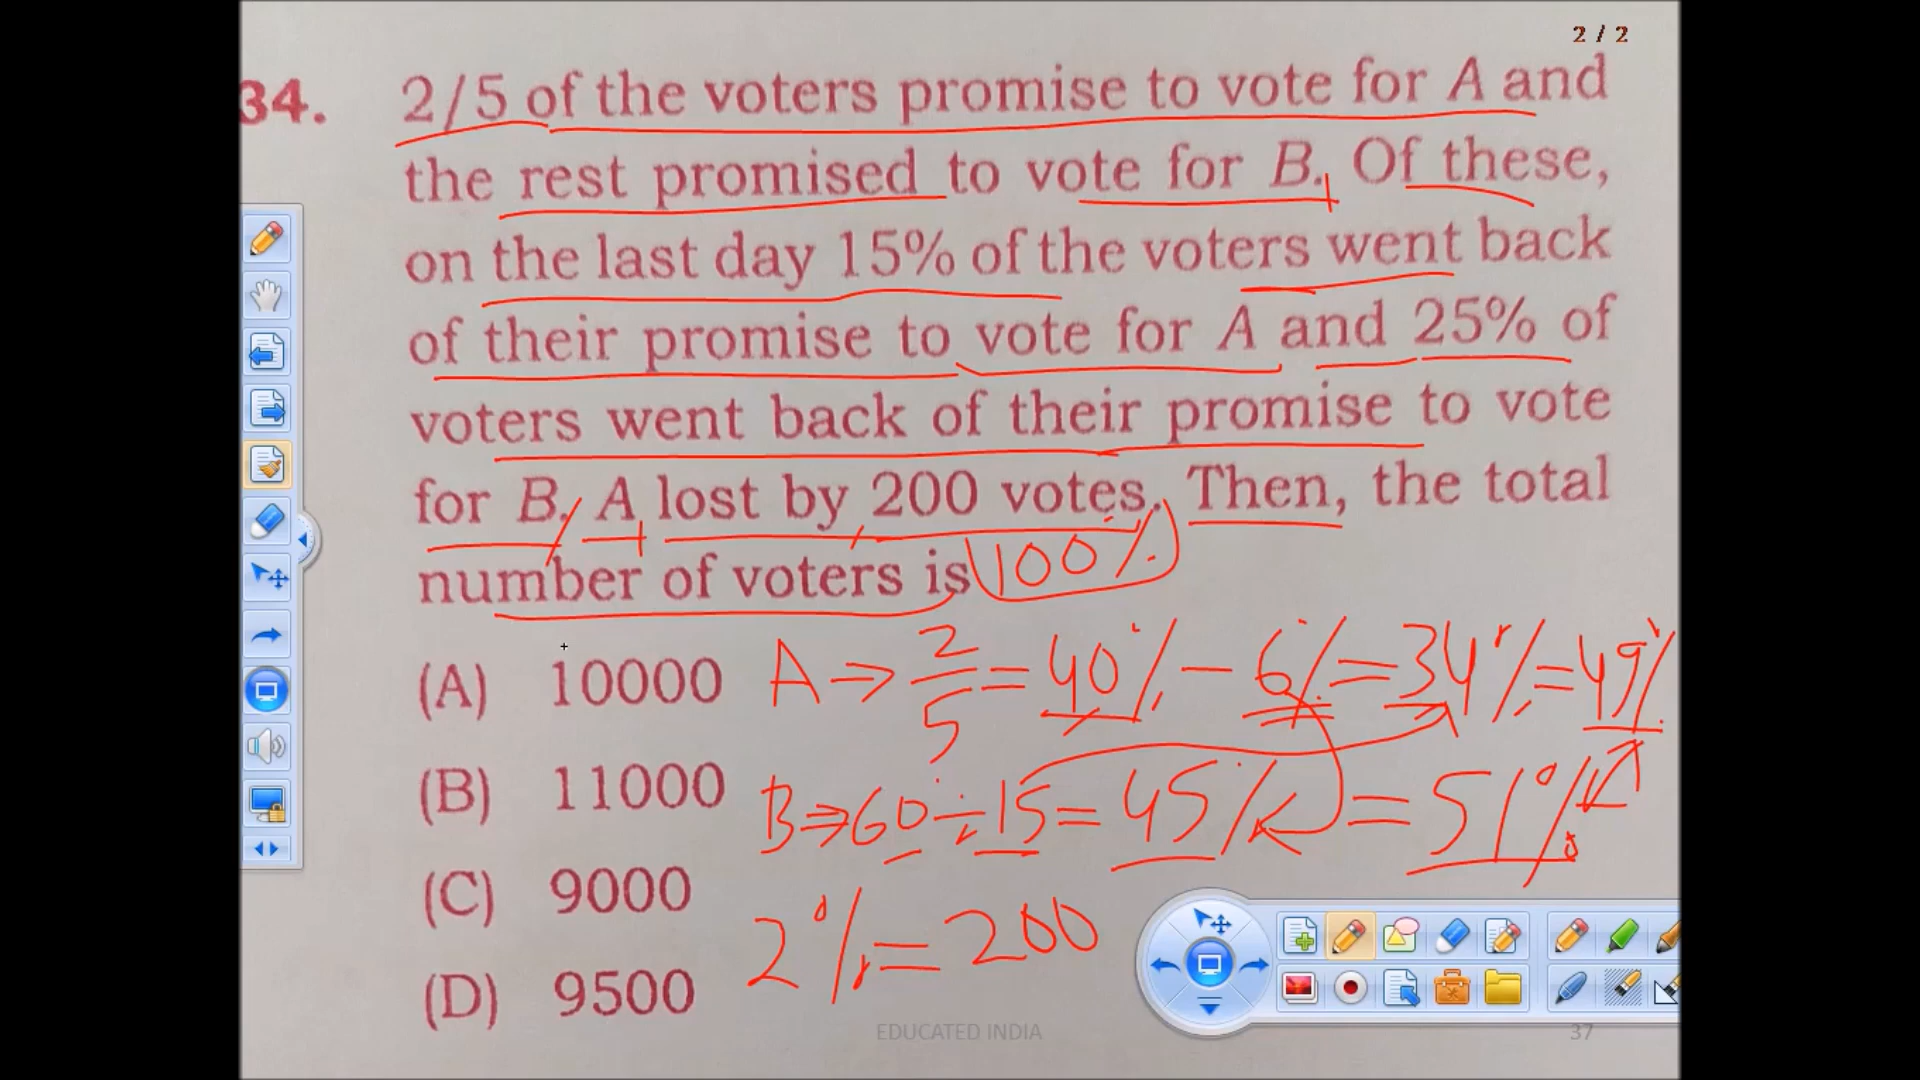 2 / 2
34. 2/5 of the voters promise to vote for A and
the rest promised to vote for B. Of these,
on the last day 15% of the voters went back
of their promise to vote for A and 25% of
voters went back of their promise to vote
for B. A lost by 200 votes. Then, the total
number of voters is 100%
(A) 10000
A ⇒ 2/5 = 40% - 6% = 34% = 49%
(B) 11000
B ⇒ 60 ÷ 15 = 45% = 51%
(C) 9000
2% = 200
(D) 9500
EDUCATED INDIA
37